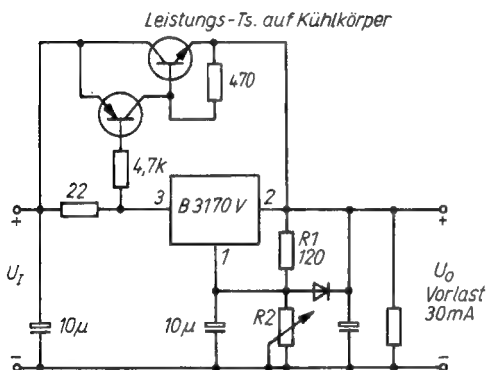 Leistungs-Ts. auf Kühlkörper
470
4,7k
22
3
B 3170 V
2
+
+
1
R1
120
U_I
U_O
Vorlast
30mA
10μ
10μ
R2
−
−